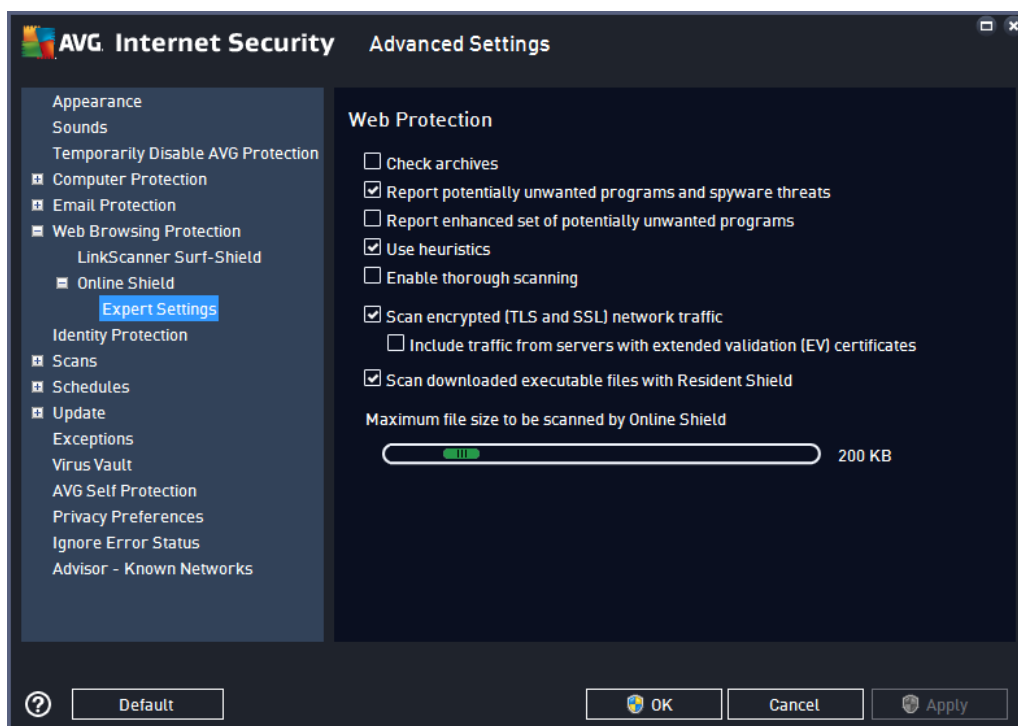 AVG. Internet Security Advanced Settings
Appearance
Sounds
Temporarily Disable AVG Protection
Computer Protection
Email Protection
Web Browsing Protection
LinkScanner Surf-Shield
Online Shield
Expert Settings
Identity Protection
Scans
Schedules
Update
Exceptions
Virus Vault
AVG Self Protection
Privacy Preferences
Ignore Error Status
Advisor - Known Networks
Web Protection
Check archives
Report potentially unwanted programs and spyware threats
Report enhanced set of potentially unwanted programs
Use heuristics
Enable thorough scanning
Scan encrypted (TLS and SSL) network traffic
Include traffic from servers with extended validation (EV) certificates
Scan downloaded executable files with Resident Shield
Maximum file size to be scanned by Online Shield
200 KB
? Default OK Cancel Apply